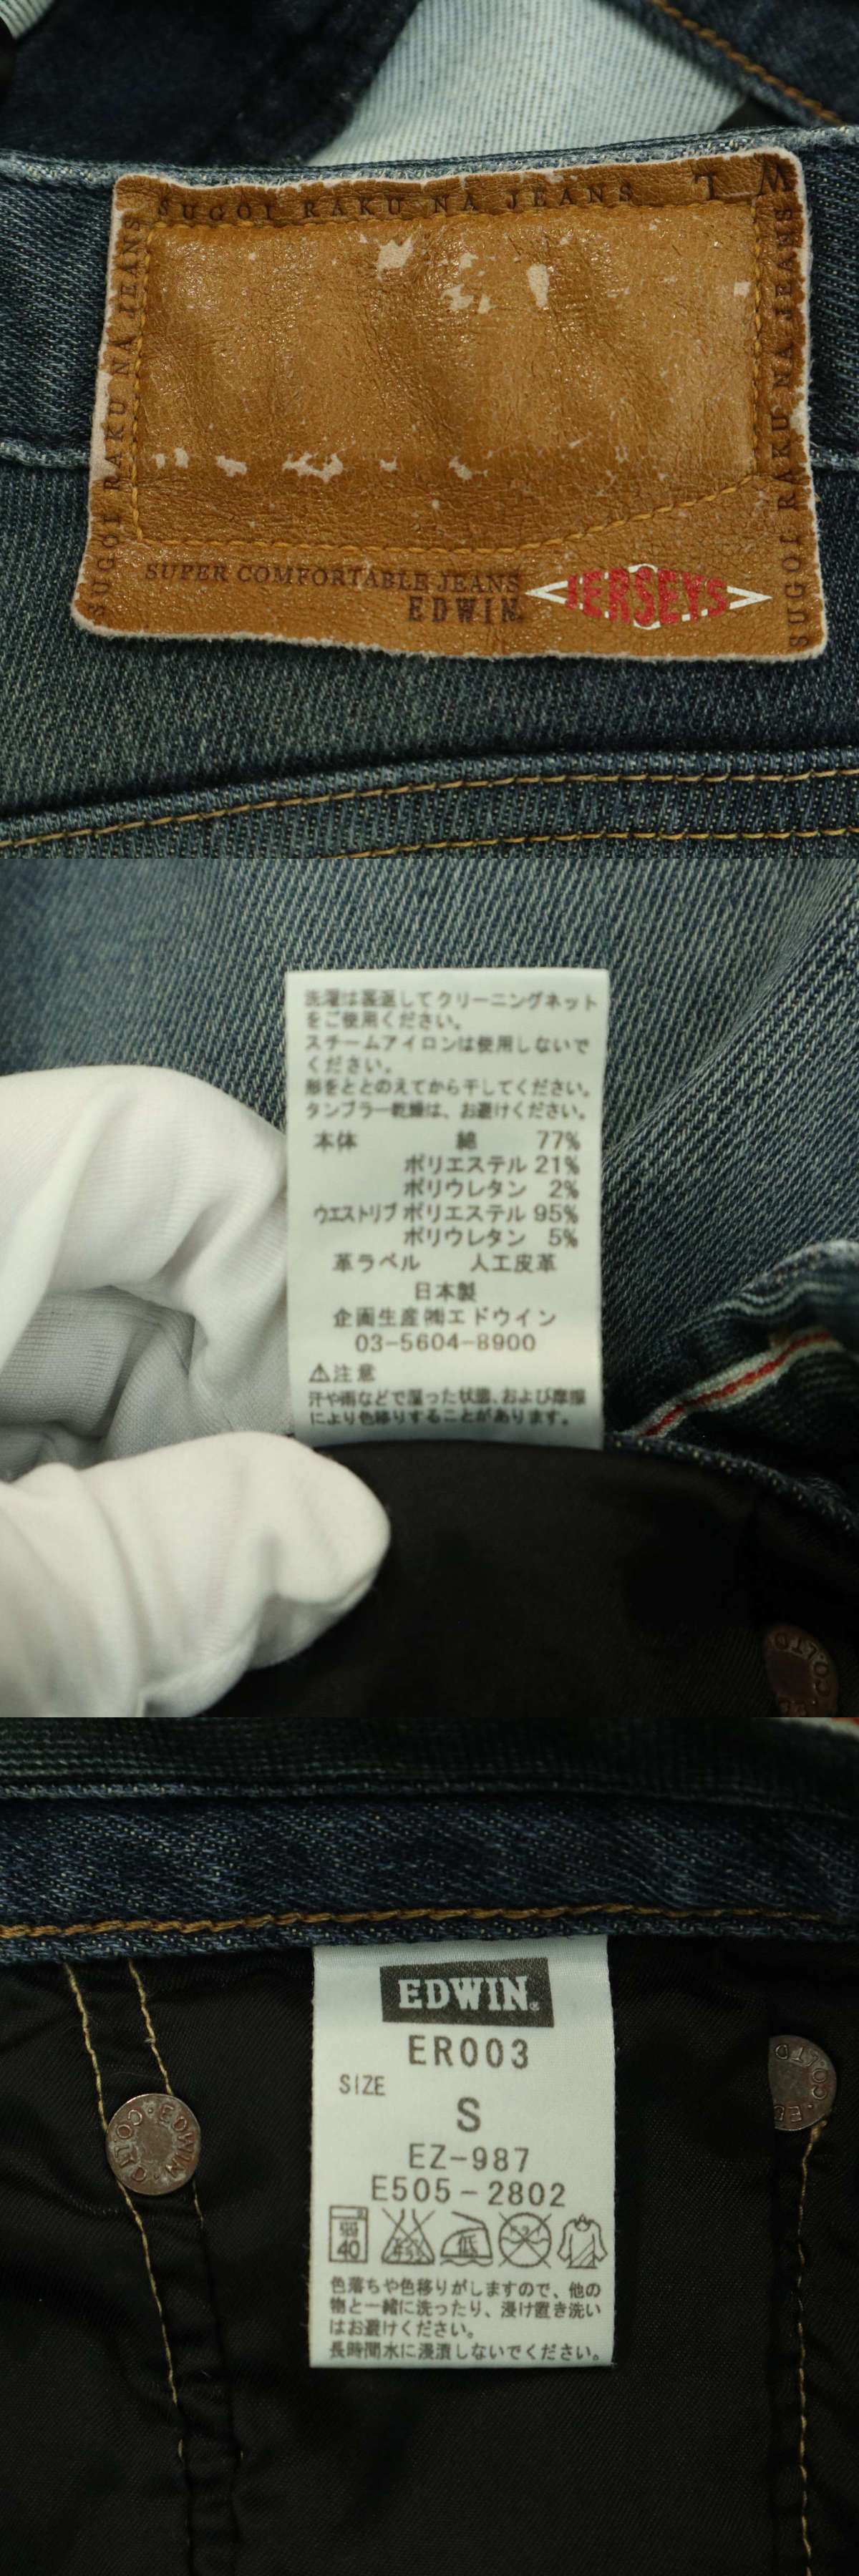 SUGOI RAKU NA JEANS
L W
SUGOI RAKU NA JEANS
SUGOI RAKU NA JEANS
SUPER COMFORTABLE JEANS
EDWIN
JERSEYS
洗濯は裏返してクリーニングネット
をご使用ください。
スチームアイロンは使用しないで
ください。
形をととのえてから干してください。
タンブラー乾燥は、お避けください。
本体 綿 77%
ポリエステル 21%
ポリウレタン 2%
ウエストリブ ポリエステル 95%
ポリウレタン 5%
革ラベル 人工皮革
日本製
企画生産㈱エドウイン
03-5604-8900
⚠注意
汗や雨などで湿った状態、および摩擦
により色移りすることがあります。
CO.LTD
EDWIN®
ER003
SIZE
S
EZ-987
E505-2802
弱
40
低
色落ちや色移りがしますので、他の
物と一緒に洗ったり、浸け置き洗い
はお避けください。
長時間水に浸漬しないでください。
EDWIN CO.LTD
CO.LTD